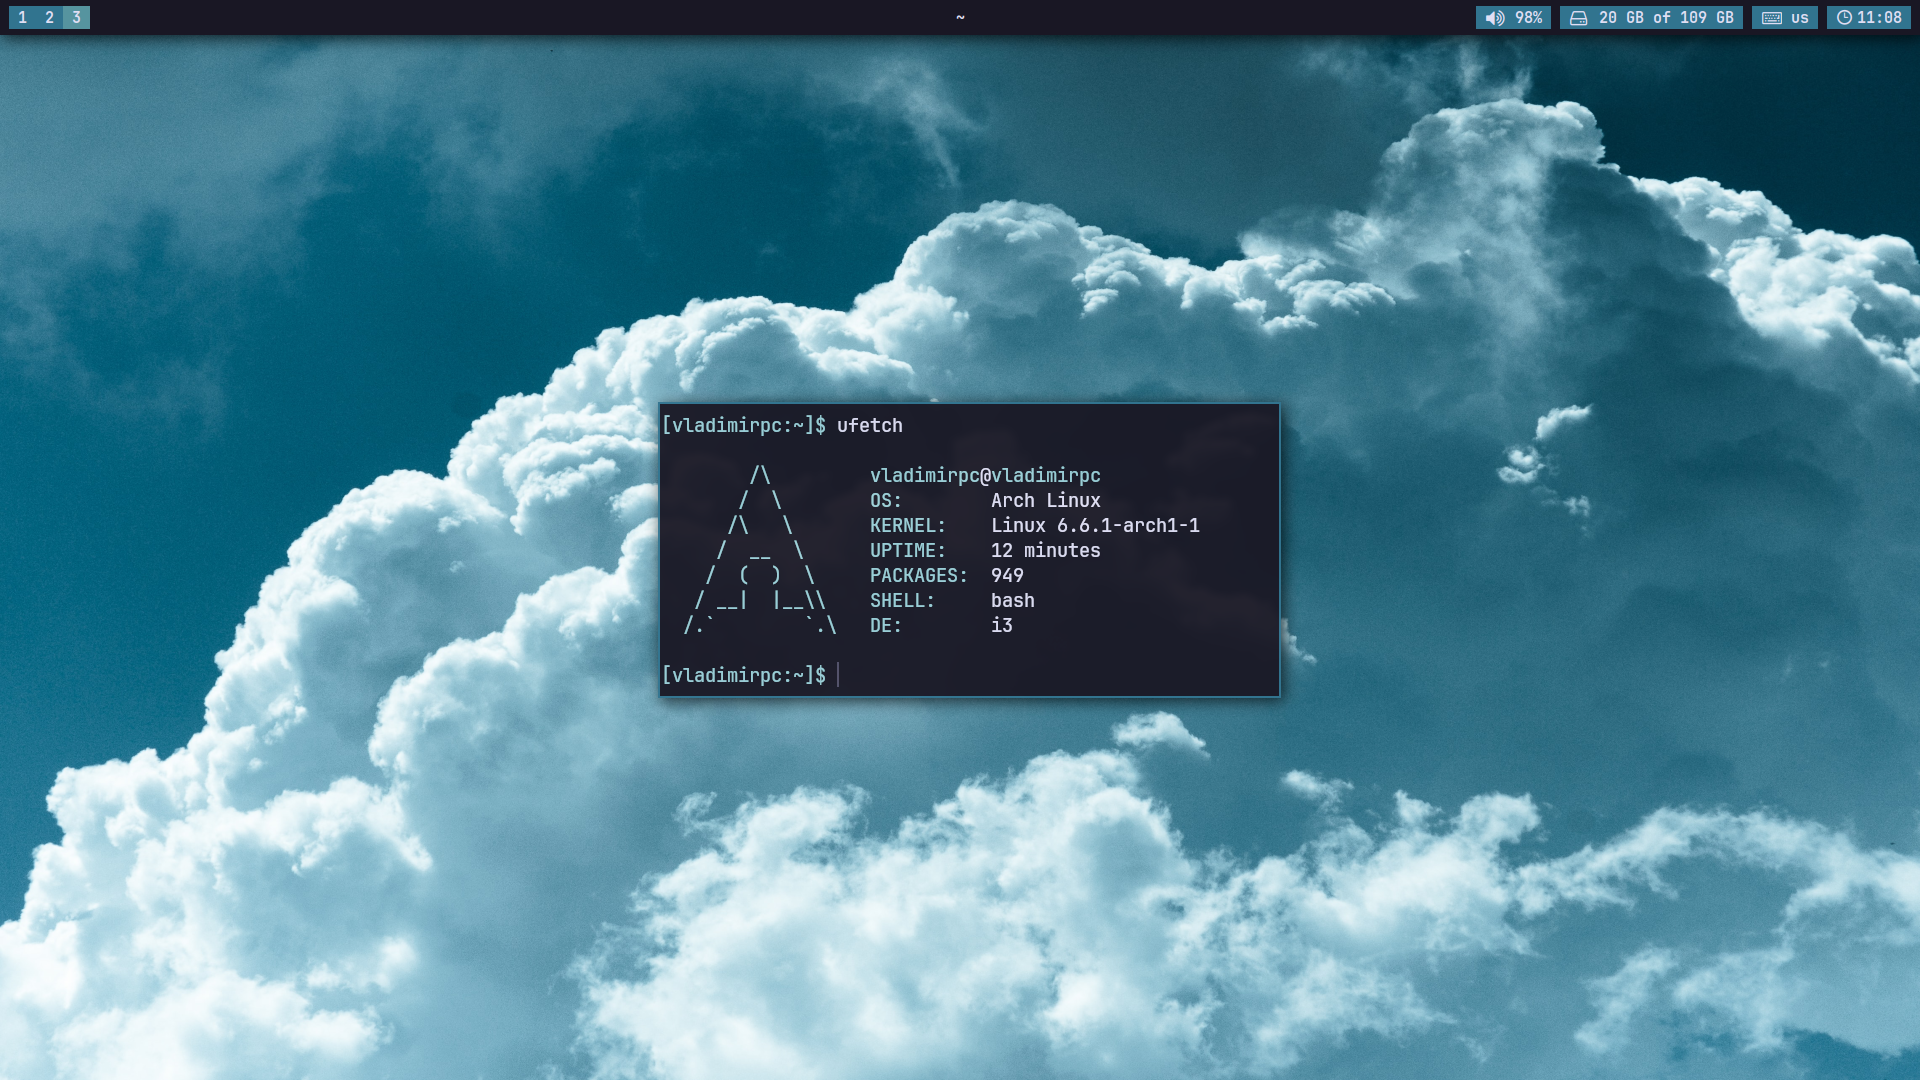 1 2 3 ~ 98% 20 GB of 109 GB us 11:08
[vladimirpc:~]$ ufetch
/\ vladimirpc@vladimirpc
/  \ OS: Arch Linux
/\   \ KERNEL: Linux 6.6.1-arch1-1
/  __  \ UPTIME: 12 minutes
/  (  )  \ PACKAGES: 949
/ __|  |__\\ SHELL: bash
/.`        `.\ DE: i3
[vladimirpc:~]$